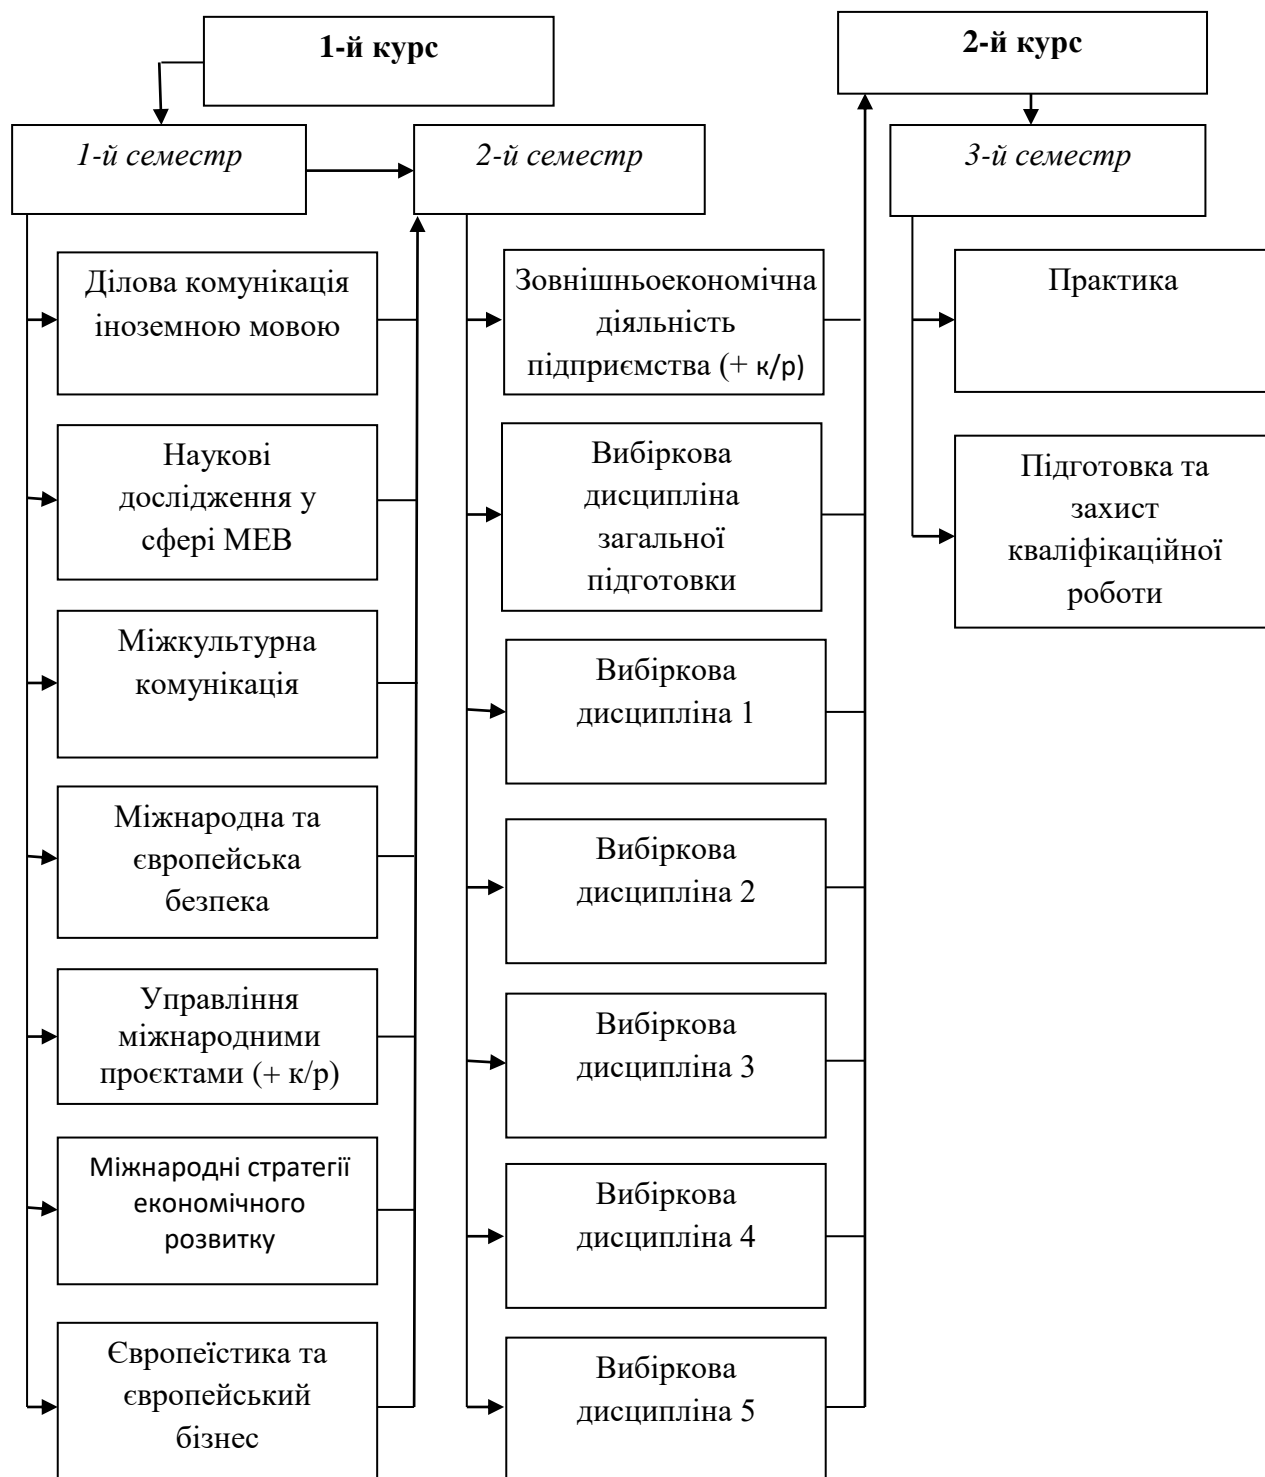 1-й курс
2-й курс
1-й семестр
2-й семестр
3-й семестр
Ділова комунікація
іноземною мовою
Наукові
дослідження у
сфері МЕВ
Міжкультурна
комунікація
Міжнародна та
європейська
безпека
Управління
міжнародними
проєктами (+ к/р)
Міжнародні стратегії
економічного
розвитку
Європеїстика та
європейський
бізнес
Зовнішньоекономічна
діяльність
підприємства (+ к/р)
Вибіркова
дисципліна
загальної
підготовки
Вибіркова
дисципліна 1
Вибіркова
дисципліна 2
Вибіркова
дисципліна 3
Вибіркова
дисципліна 4
Вибіркова
дисципліна 5
Практика
Підготовка та
захист
кваліфікаційної
роботи